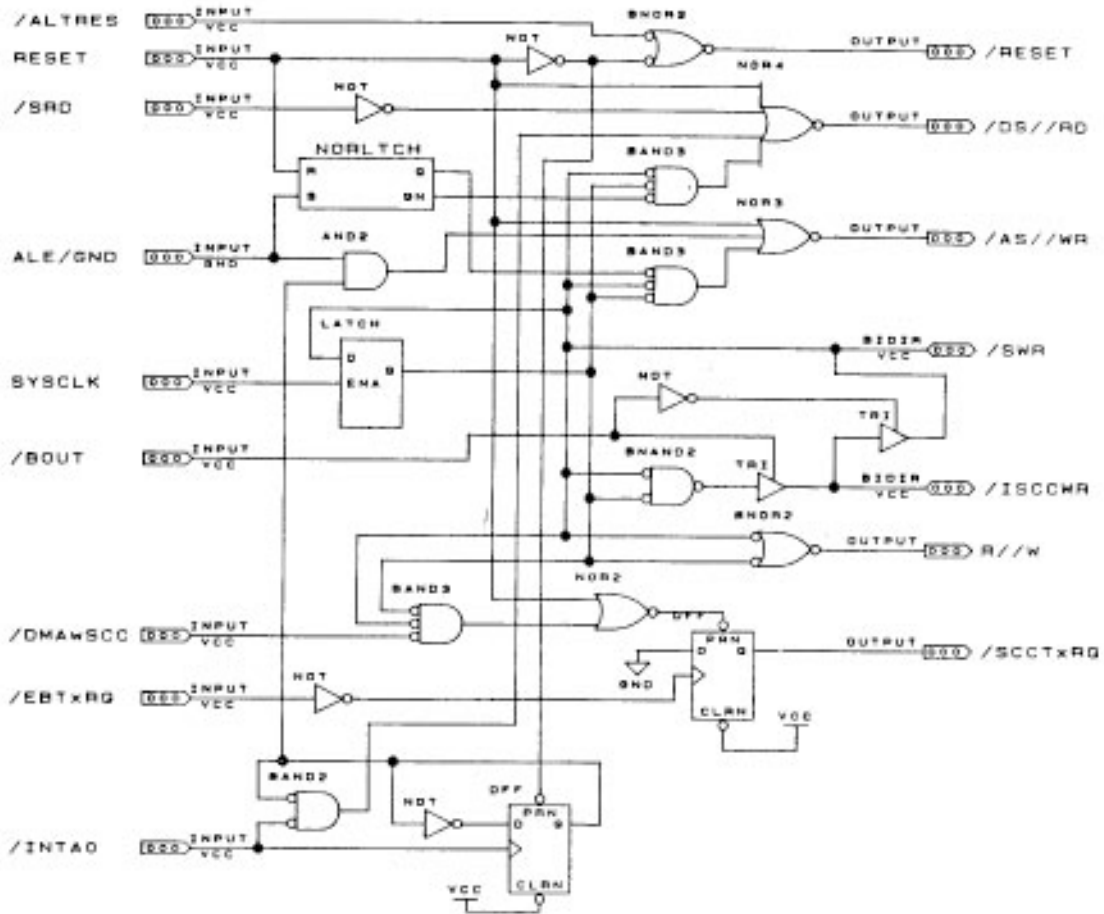 /ALTRES INPUT VCC BNOR2
OUTPUT /RESET
RESET INPUT VCC NOT
NOR4
/SRD INPUT VCC NOT
OUTPUT /DS//RD
NORLTCH
R Q
S QN
BAND3
NOR3
ALE/GND INPUT GND AND2
OUTPUT /AS//WR
BAND3
LATCH
D
ENA Q
BIDIR VCC /SWR
SYSCLK INPUT VCC
NOT
TRI
/BOUT INPUT VCC
BNAND2 TRI
BIDIR VCC /ISCCWR
BNOR2
OUTPUT R//W
NOR2
BAND3
DFF
/DMAWSCC INPUT VCC
PRN
D Q
CLRN
GND
VCC
OUTPUT /SCCTxRQ
/EBTxRQ INPUT VCC NOT
BAND2
NOT
DFF
PRN
D Q
CLRN
VCC
/INTAO INPUT VCC